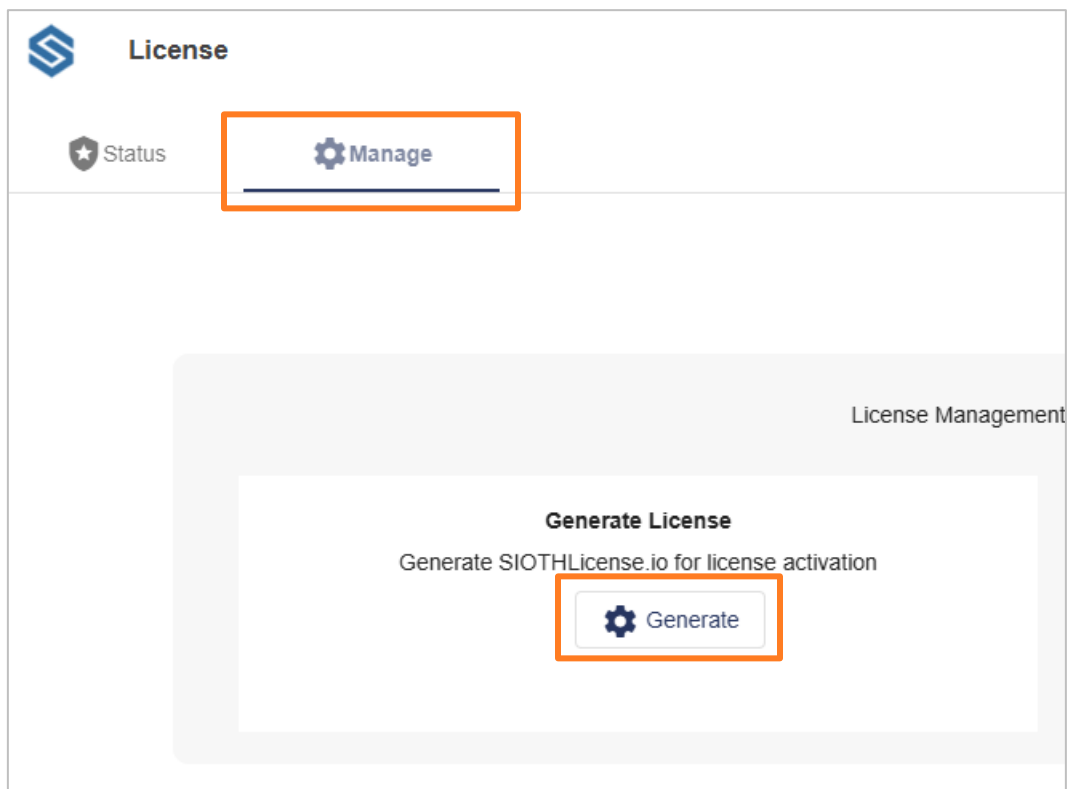 License
Status
Manage
License Management
Generate License
Generate SIOTHLicense.io for license activation
Generate